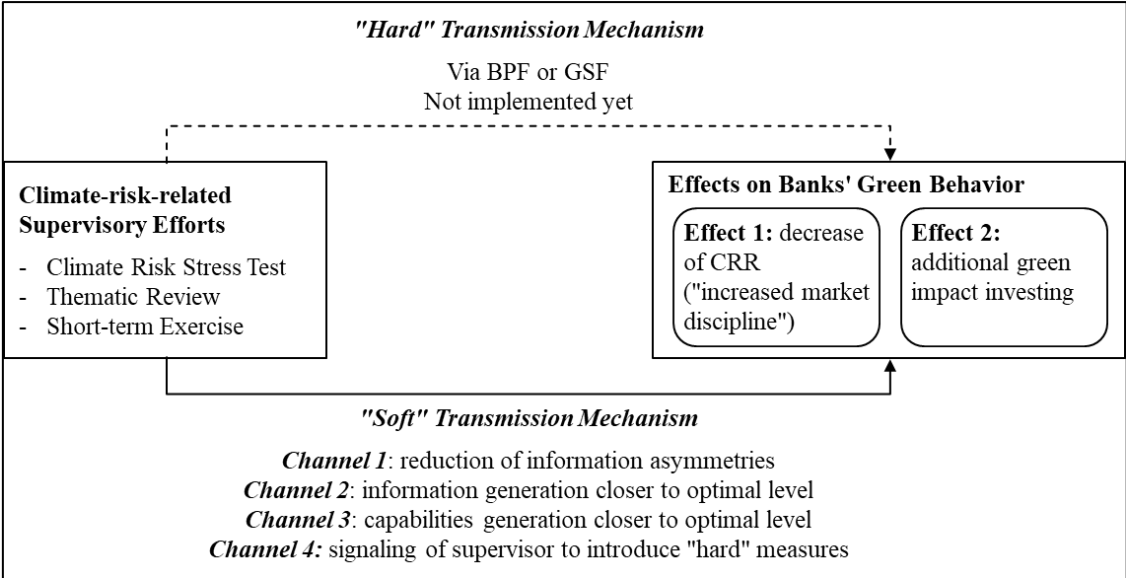 "Hard" Transmission Mechanism
Via BPF or GSF
Not implemented yet
Climate-risk-related
Supervisory Efforts
- Climate Risk Stress Test
- Thematic Review
- Short-term Exercise
Effects on Banks' Green Behavior
Effect 1: decrease
of CRR
("increased market
discipline")
Effect 2:
additional green
impact investing
"Soft" Transmission Mechanism
Channel 1: reduction of information asymmetries
Channel 2: information generation closer to optimal level
Channel 3: capabilities generation closer to optimal level
Channel 4: signaling of supervisor to introduce "hard" measures